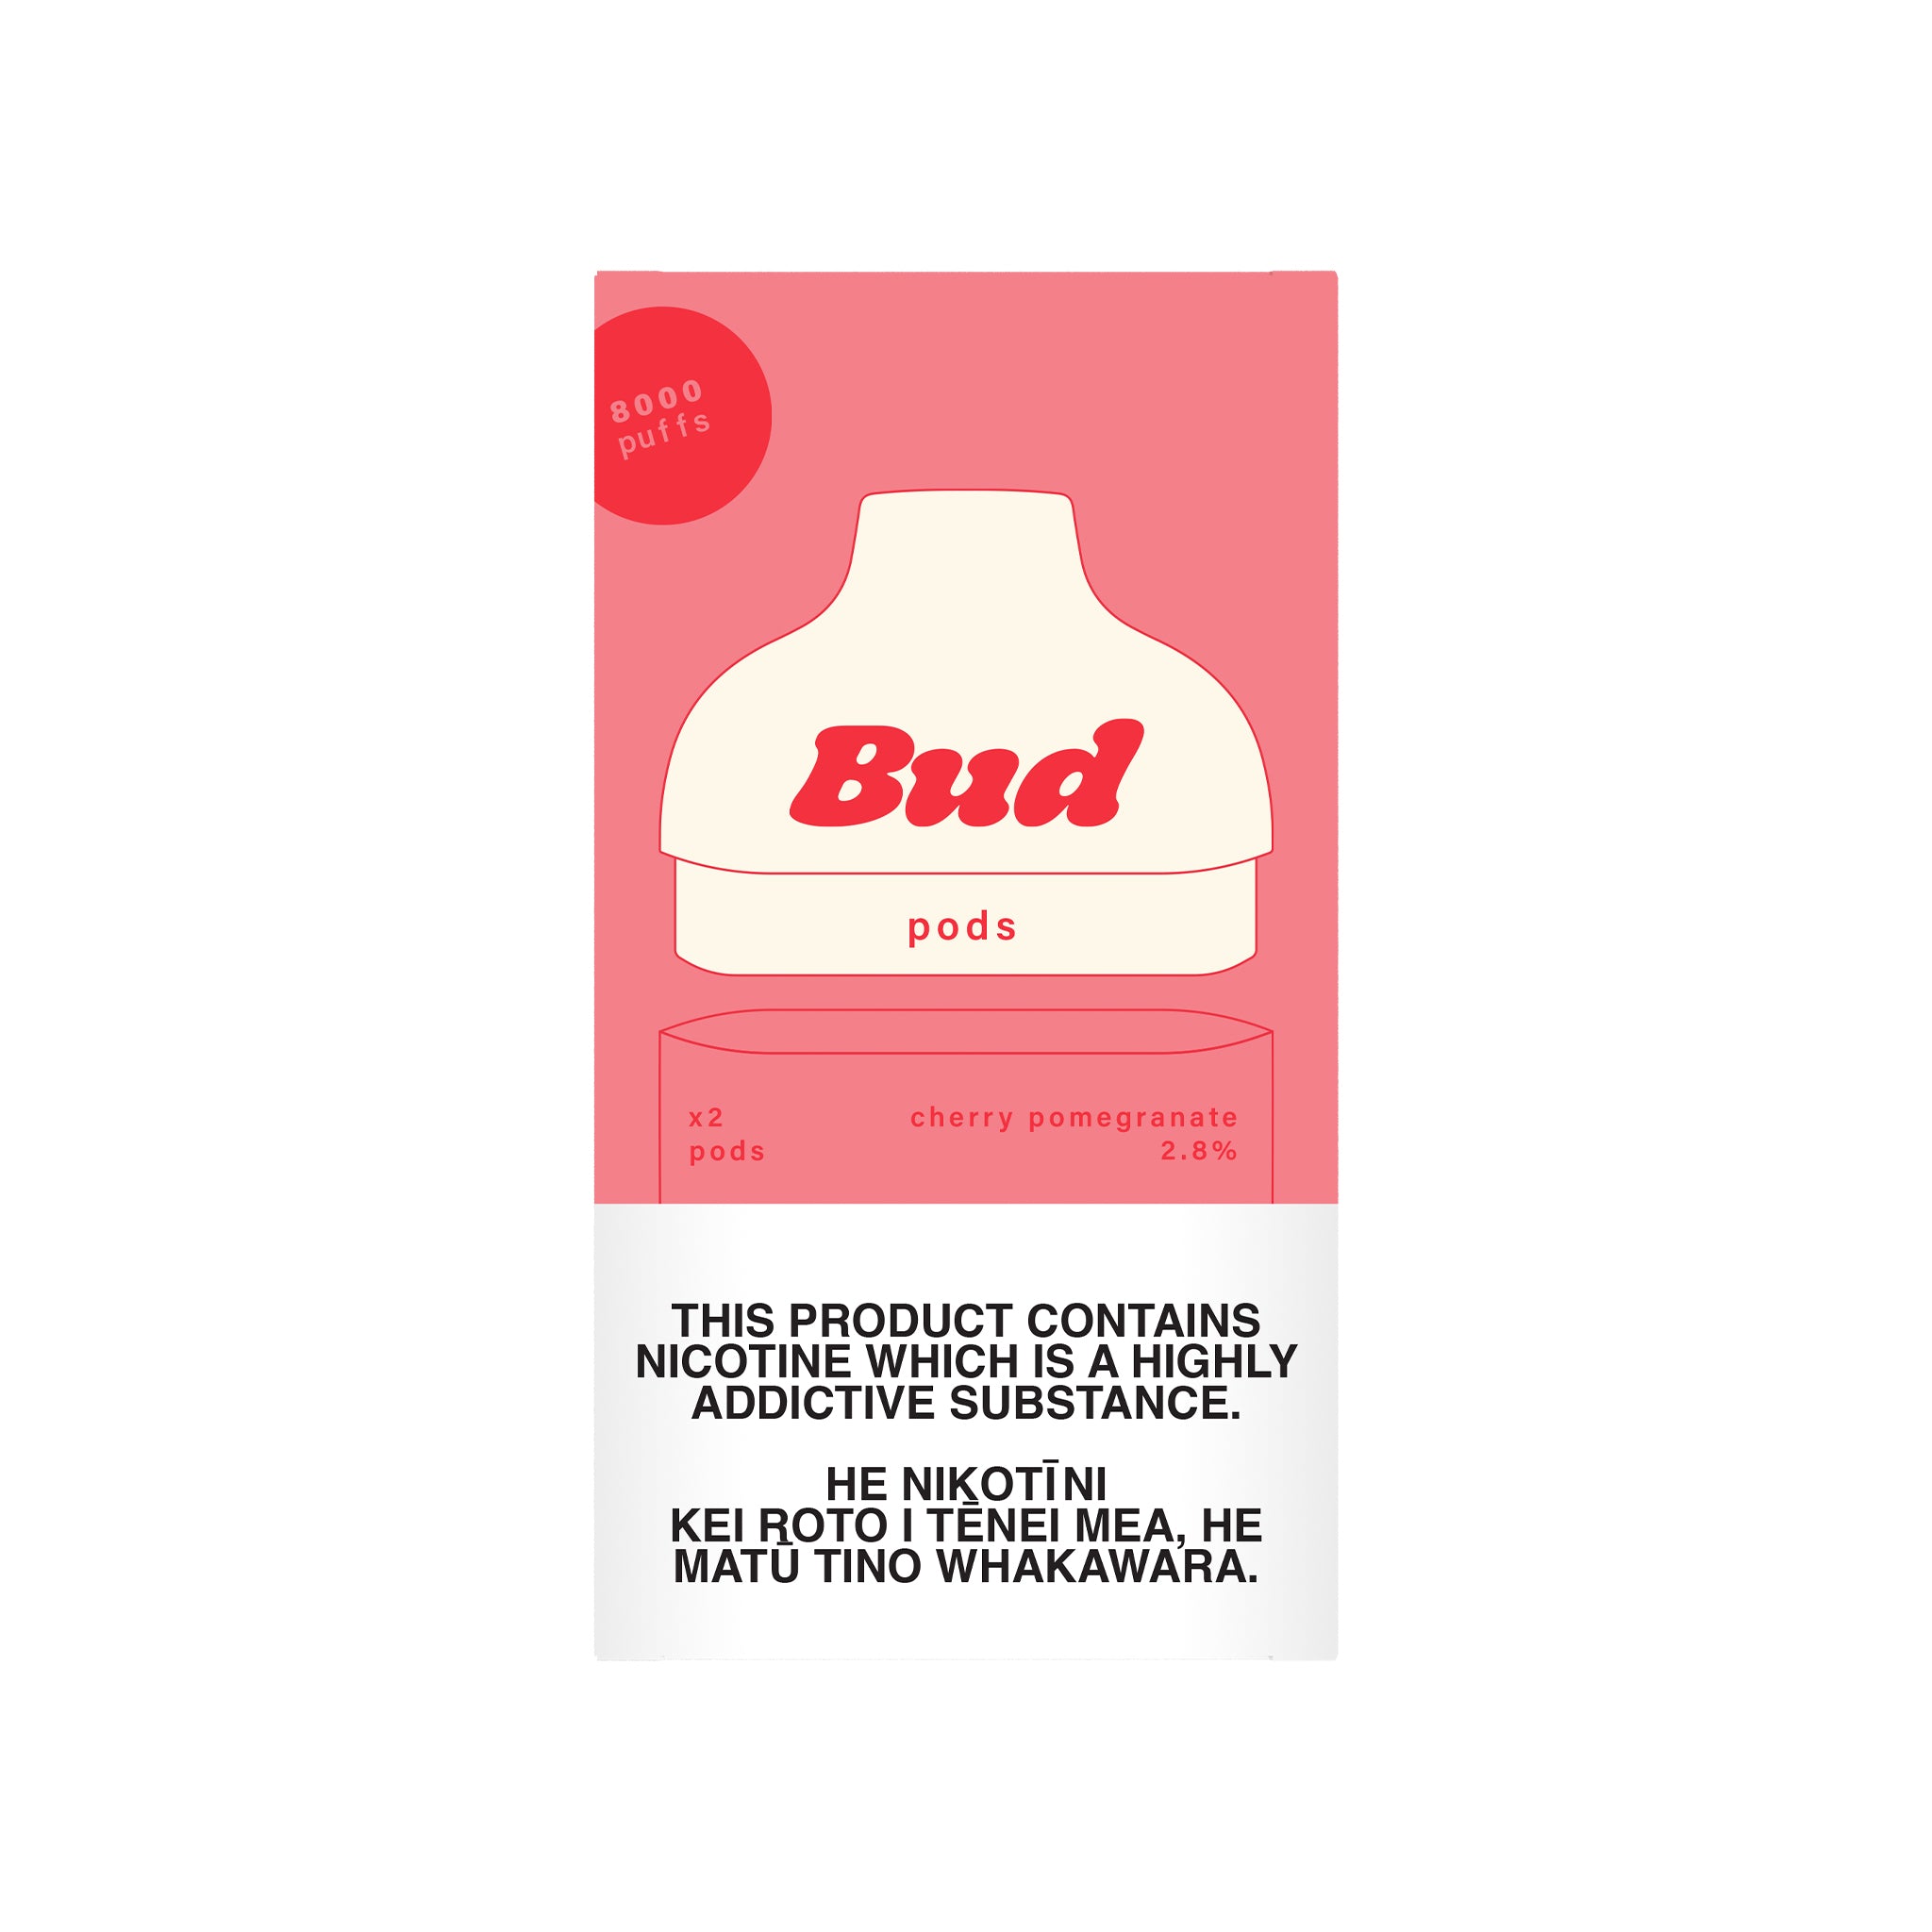 8000
puffs
Bud
pods
x2
pods
cherry pomegranate
2.8%
THIS PRODUCT CONTAINS
NICOTINE WHICH IS A HIGHLY
ADDICTIVE SUBSTANCE.
HE NIKOTĪNI
KEI ROTO I TĒNEI MEA, HE
MATŪ TINO WHAKAWARA.